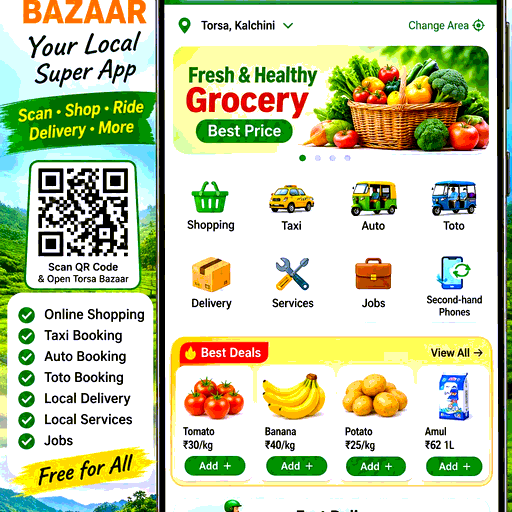 BAZAAR
Your Local
Super App
Scan • Shop • Ride
Delivery • More
Scan QR Code
& Open Torsa Bazaar
Online Shopping
Taxi Booking
Auto Booking
Toto Booking
Local Delivery
Local Services
Jobs
Free for All
Torsa, Kalchini
Change Area
Fresh & Healthy
Grocery
Best Price
Shopping
Taxi
Auto
Toto
Delivery
Services
Jobs
Second-hand
Phones
Best Deals
View All →
Tomato
₹30/kg
Add +
Banana
₹40/kg
Add +
Potato
₹25/kg
Add +
Amul
₹62 1L
Add +